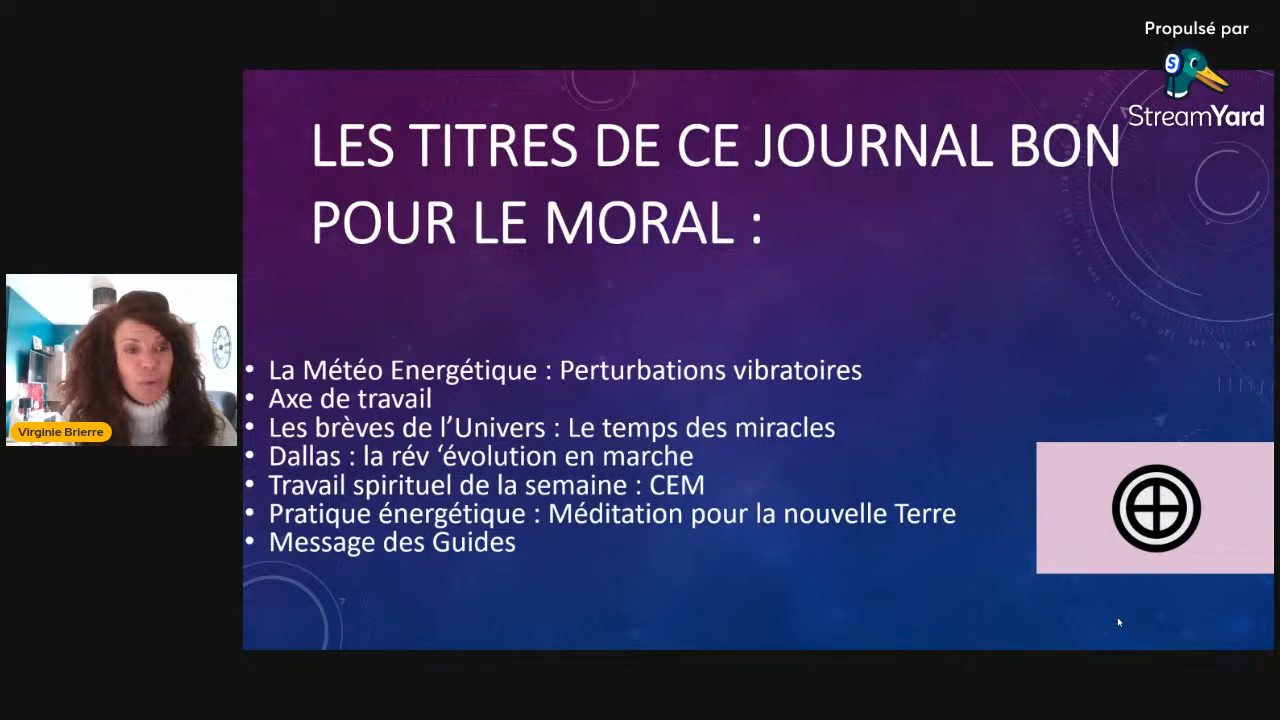 Propulsé par
StreamYard
LES TITRES DE CE JOURNAL BON
POUR LE MORAL :
• La Météo Energétique : Perturbations vibratoires
• Axe de travail
• Les brèves de l’Univers : Le temps des miracles
• Dallas : la rév ‘évolution en marche
• Travail spirituel de la semaine : CEM
• Pratique énergétique : Méditation pour la nouvelle Terre
• Message des Guides
Virginie Brierre